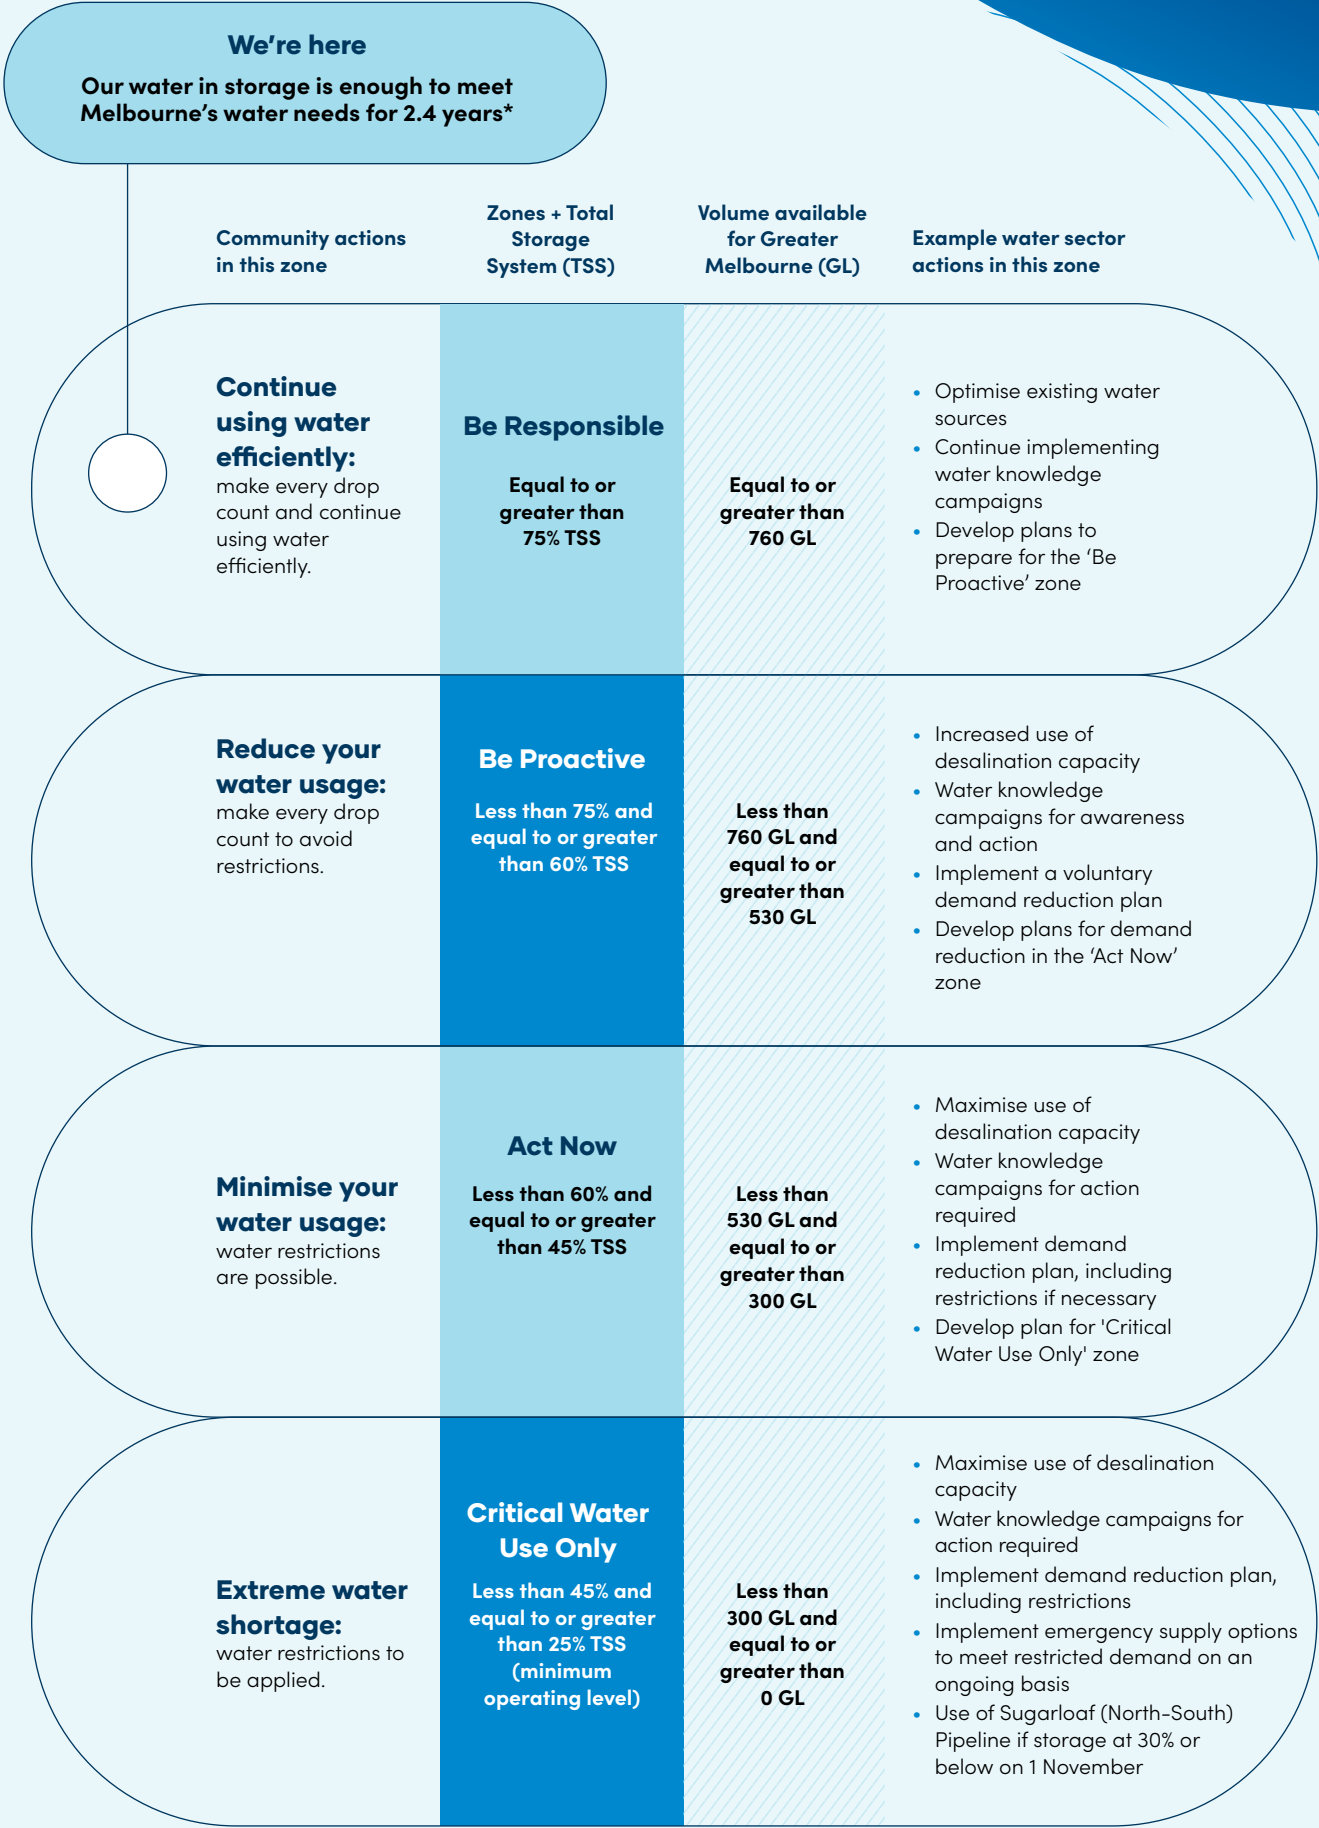 We're here
Our water in storage is enough to meet
Melbourne's water needs for 2.4 years*
Community actions
in this zone
Zones + Total
Storage
System (TSS)
Volume available
for Greater
Melbourne (GL)
Example water sector
actions in this zone
Continue
using water
efficiently:
make every drop
count and continue
using water
efficiently.
Be Responsible
Equal to or
greater than
75% TSS
Equal to or
greater than
760 GL
• Optimise existing water
sources
• Continue implementing
water knowledge
campaigns
• Develop plans to
prepare for the ‘Be
Proactive’ zone
Reduce your
water usage:
make every drop
count to avoid
restrictions.
Be Proactive
Less than 75% and
equal to or greater
than 60% TSS
Less than
760 GL and
equal to or
greater than
530 GL
• Increased use of
desalination capacity
• Water knowledge
campaigns for awareness
and action
• Implement a voluntary
demand reduction plan
• Develop plans for demand
reduction in the ‘Act Now’
zone
Minimise your
water usage:
water restrictions
are possible.
Act Now
Less than 60% and
equal to or greater
than 45% TSS
Less than
530 GL and
equal to or
greater than
300 GL
• Maximise use of
desalination capacity
• Water knowledge
campaigns for action
required
• Implement demand
reduction plan, including
restrictions if necessary
• Develop plan for 'Critical
Water Use Only' zone
Extreme water
shortage:
water restrictions to
be applied.
Critical Water
Use Only
Less than 45% and
equal to or greater
than 25% TSS
(minimum
operating level)
Less than
300 GL and
equal to or
greater than
0 GL
• Maximise use of desalination
capacity
• Water knowledge campaigns for
action required
• Implement demand reduction plan,
including restrictions
• Implement emergency supply options
to meet restricted demand on an
ongoing basis
• Use of Sugarloaf (North-South)
Pipeline if storage at 30% or
below on 1 November